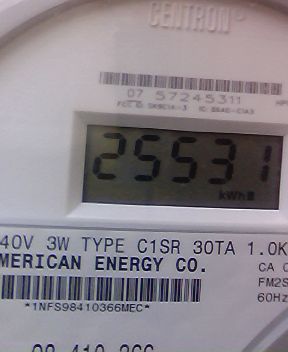 CENTRON®
07 57245311
25531
kWh
40V 3W TYPE C1SR 30TA 1.0K
MERICAN ENERGY CO.
CA 0
FM2S
60Hz
*1NFS98410366MEC*